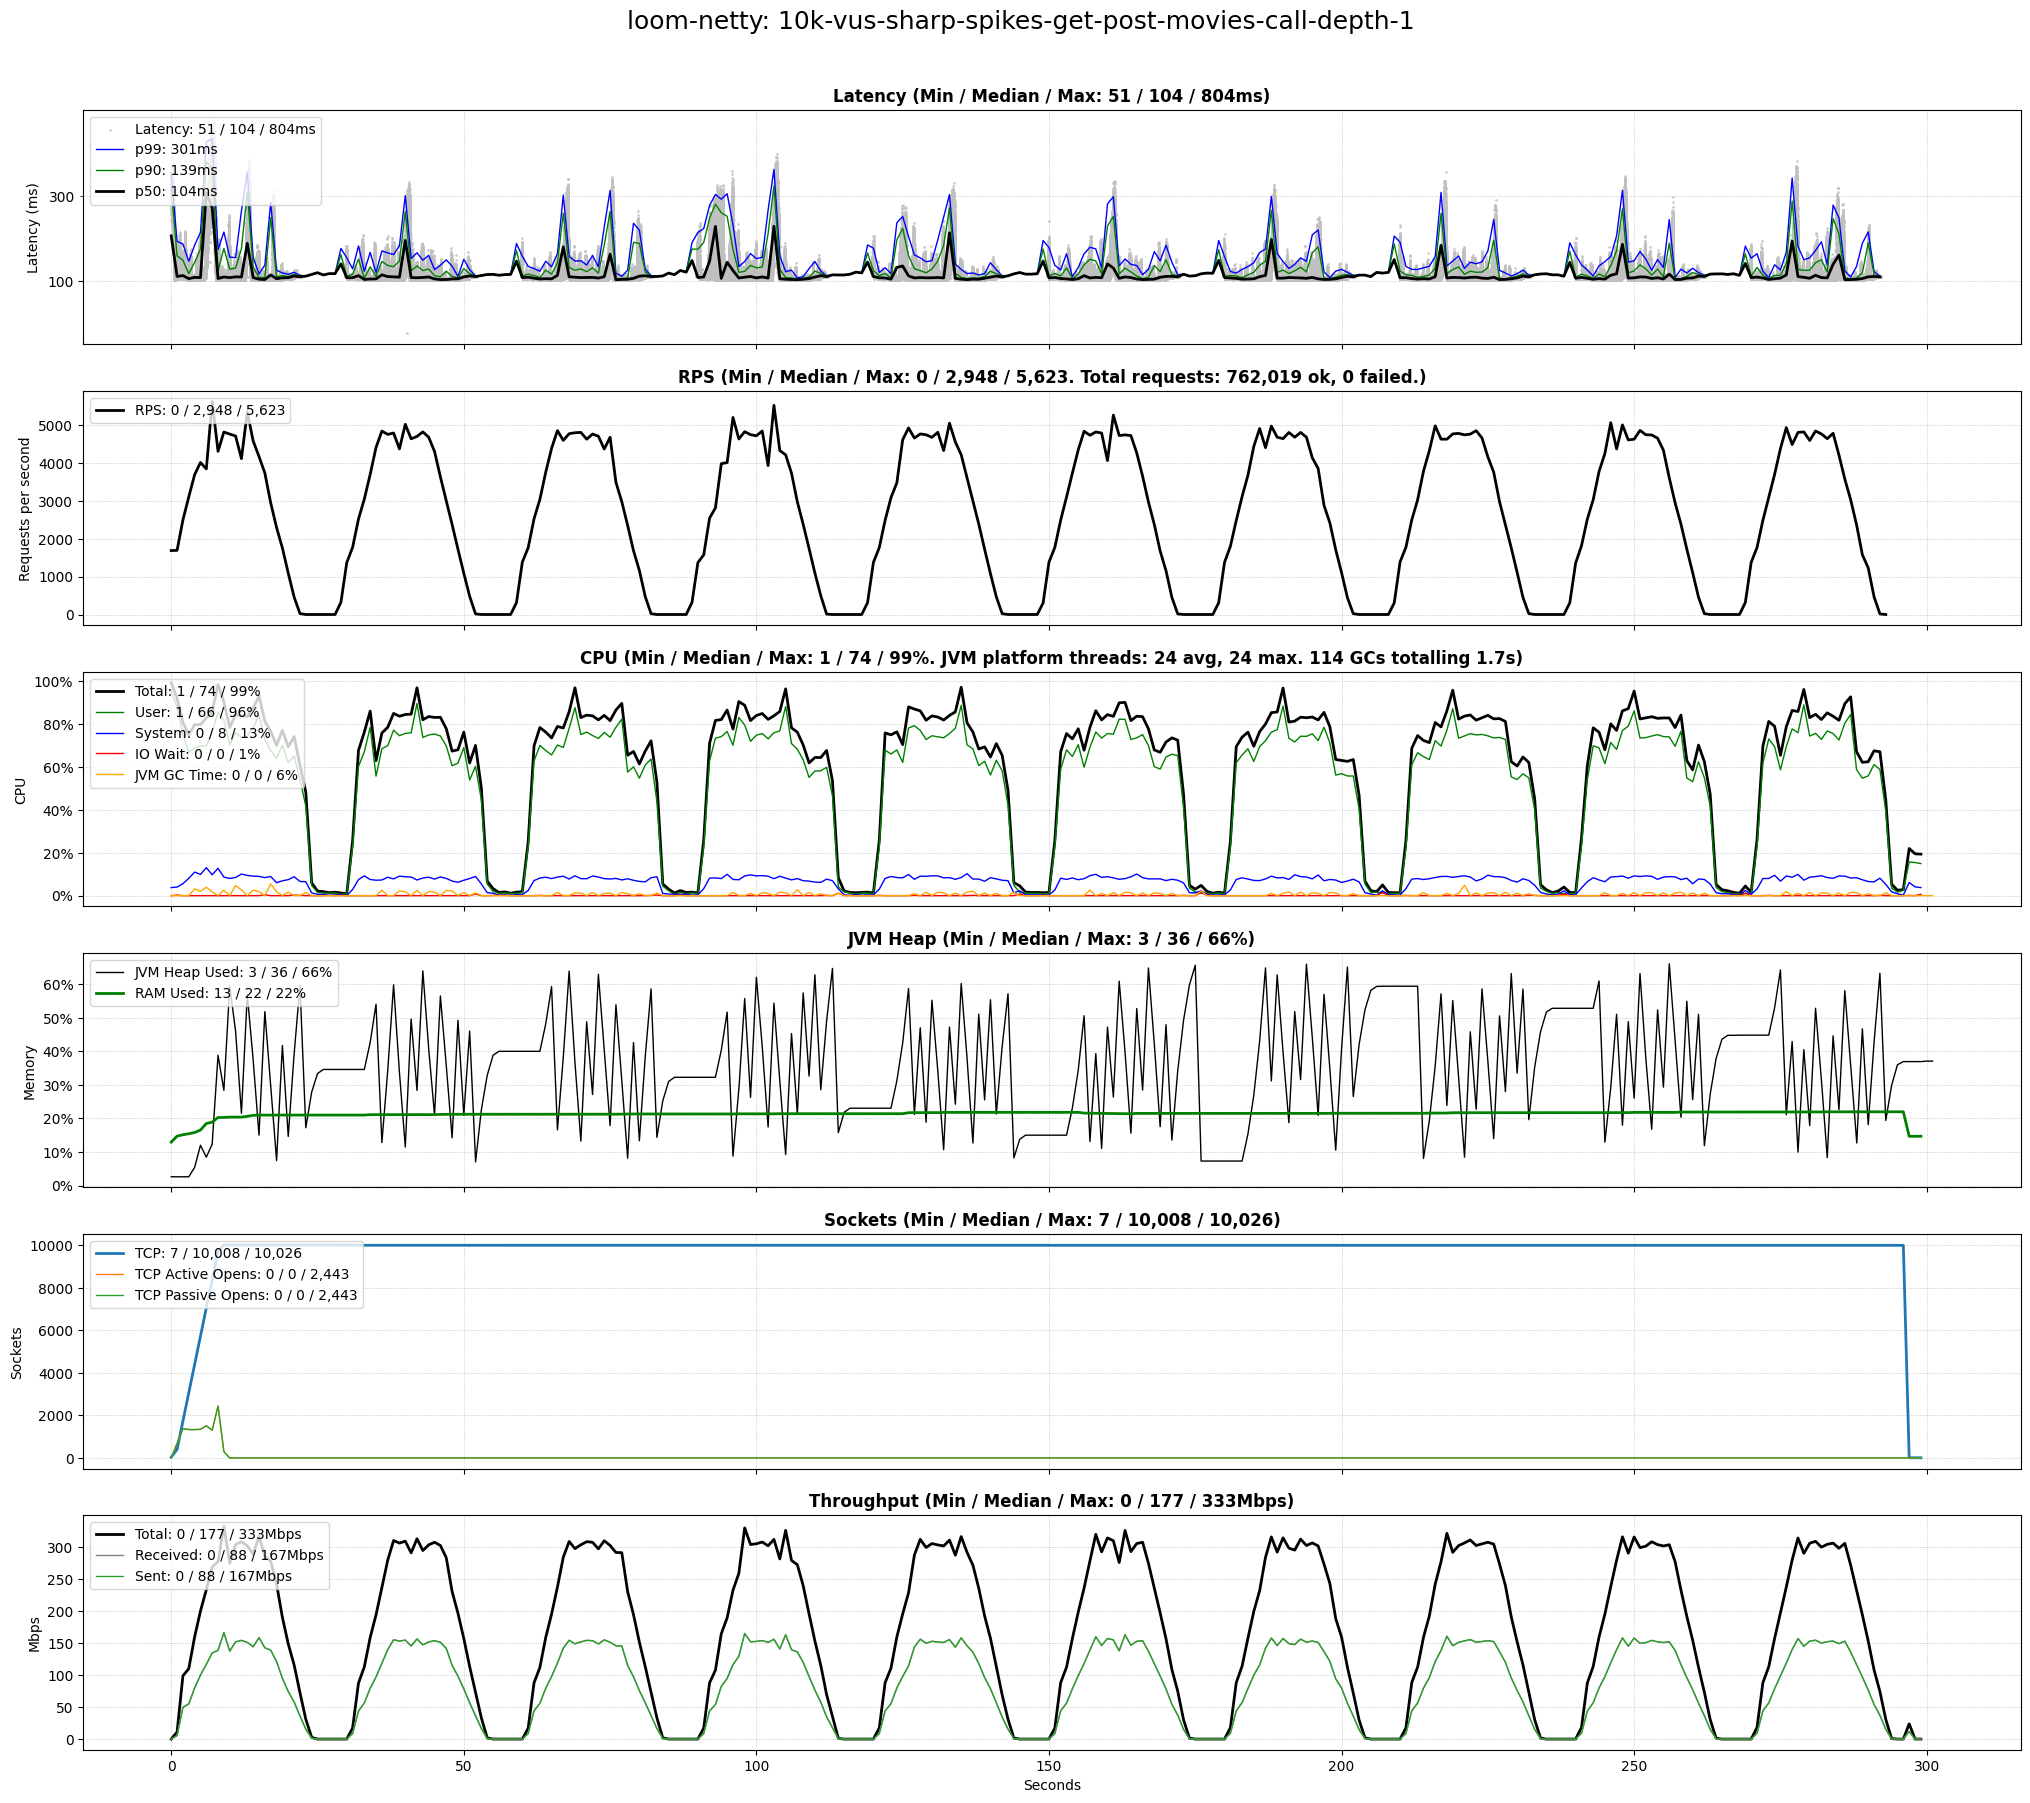 loom-netty: 10k-vus-sharp-spikes-get-post-movies-call-depth-1
Latency (Min / Median / Max: 51 / 104 / 804ms)
Latency: 51 / 104 / 804ms
p99: 301ms
p90: 139ms
p50: 104ms
Latency (ms)
300
100
RPS (Min / Median / Max: 0 / 2,948 / 5,623. Total requests: 762,019 ok, 0 failed.)
RPS: 0 / 2,948 / 5,623
Requests per second
5000
4000
3000
2000
1000
0
CPU (Min / Median / Max: 1 / 74 / 99%. JVM platform threads: 24 avg, 24 max. 114 GCs totalling 1.7s)
Total: 1 / 74 / 99%
User: 1 / 66 / 96%
System: 0 / 8 / 13%
IO Wait: 0 / 0 / 1%
JVM GC Time: 0 / 0 / 6%
CPU
100%
80%
60%
40%
20%
0%
JVM Heap (Min / Median / Max: 3 / 36 / 66%)
JVM Heap Used: 3 / 36 / 66%
RAM Used: 13 / 22 / 22%
Memory
60%
50%
40%
30%
20%
10%
0%
Sockets (Min / Median / Max: 7 / 10,008 / 10,026)
TCP: 7 / 10,008 / 10,026
TCP Active Opens: 0 / 0 / 2,443
TCP Passive Opens: 0 / 0 / 2,443
Sockets
10000
8000
6000
4000
2000
0
Throughput (Min / Median / Max: 0 / 177 / 333Mbps)
Total: 0 / 177 / 333Mbps
Received: 0 / 88 / 167Mbps
Sent: 0 / 88 / 167Mbps
Mbps
300
250
200
150
100
50
0
0 50 100 150 200 250 300
Seconds